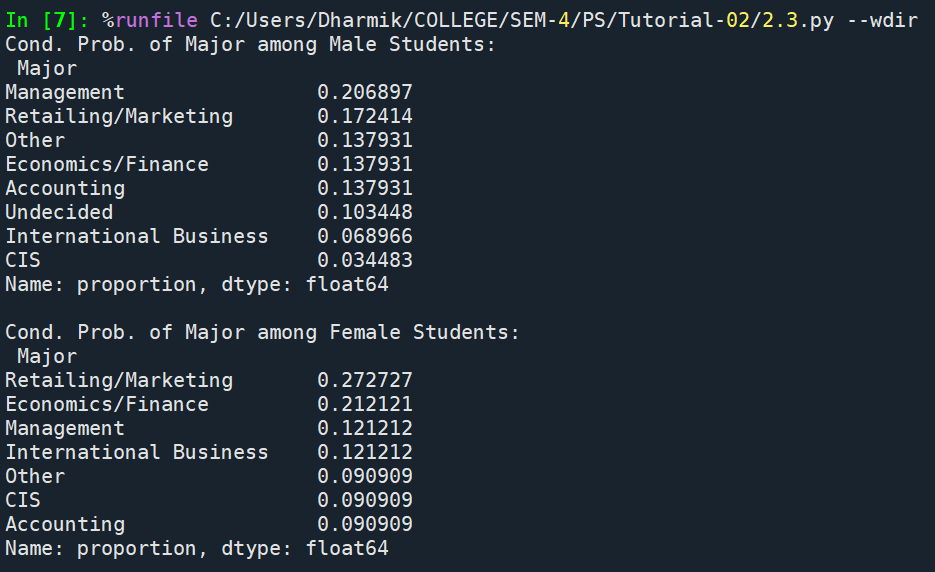 In [7]: %runfile C:/Users/Dharmik/COLLEGE/SEM-4/PS/Tutorial-02/2.3.py --wdir
Cond. Prob. of Major among Male Students:
 Major
Management                0.206897
Retailing/Marketing       0.172414
Other                     0.137931
Economics/Finance         0.137931
Accounting                0.137931
Undecided                 0.103448
International Business    0.068966
CIS                       0.034483
Name: proportion, dtype: float64

Cond. Prob. of Major among Female Students:
 Major
Retailing/Marketing       0.272727
Economics/Finance         0.212121
Management                0.121212
International Business    0.121212
Other                     0.090909
CIS                       0.090909
Accounting                0.090909
Name: proportion, dtype: float64